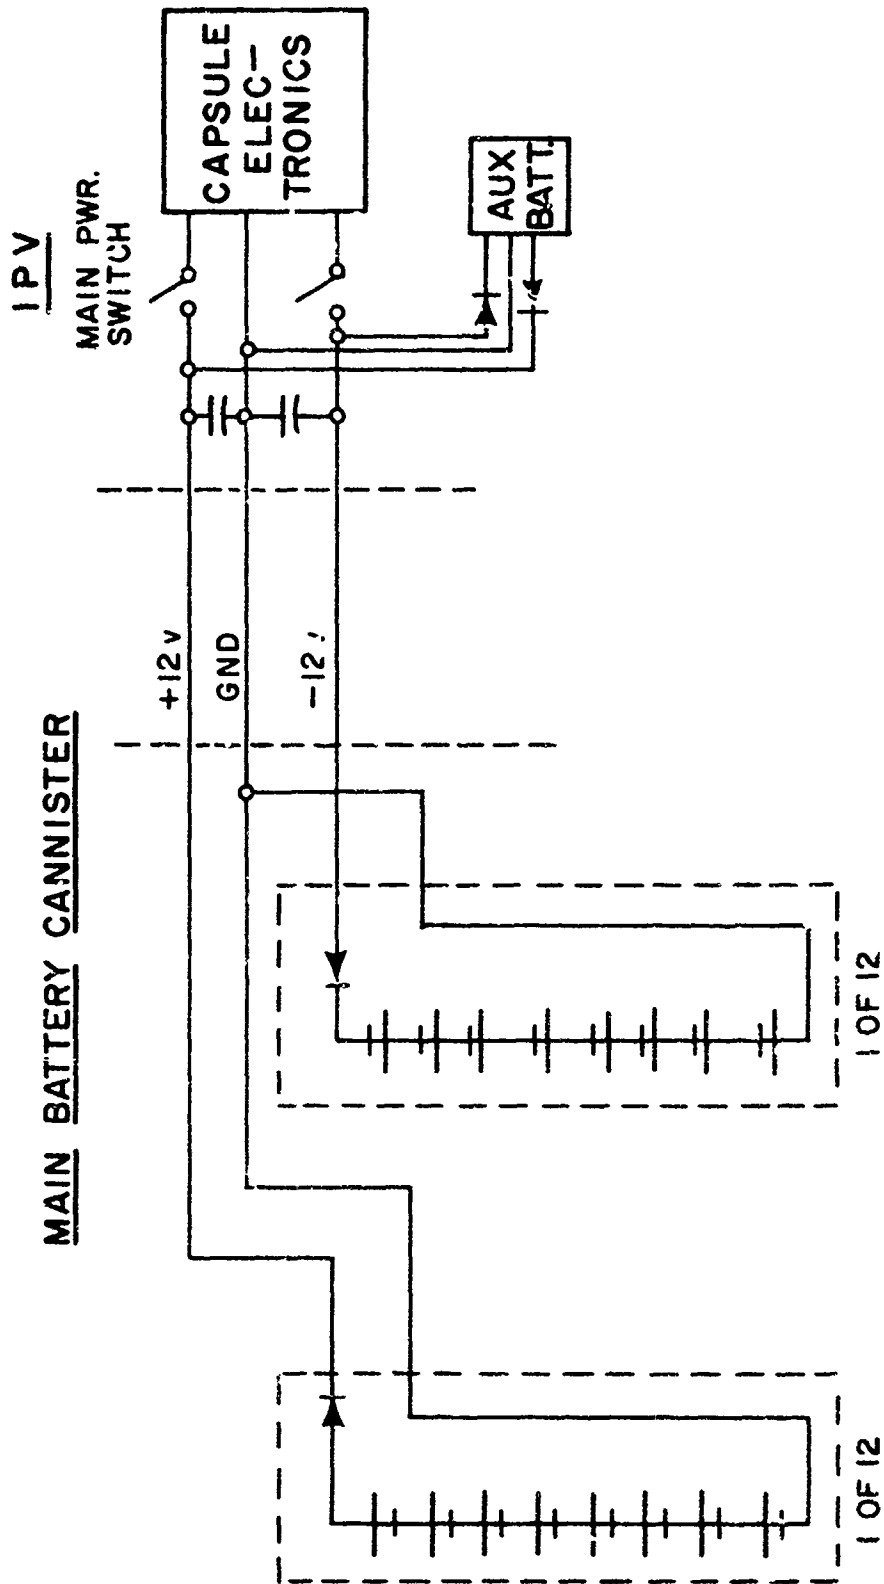 IPV
MAIN PWR.
SWITCH
CAPSULE
ELEC-
TRONICS
AUX
BATT.
+12V
GND
-12
MAIN BATTERY CANNISTER
1 OF 12
1 OF 12